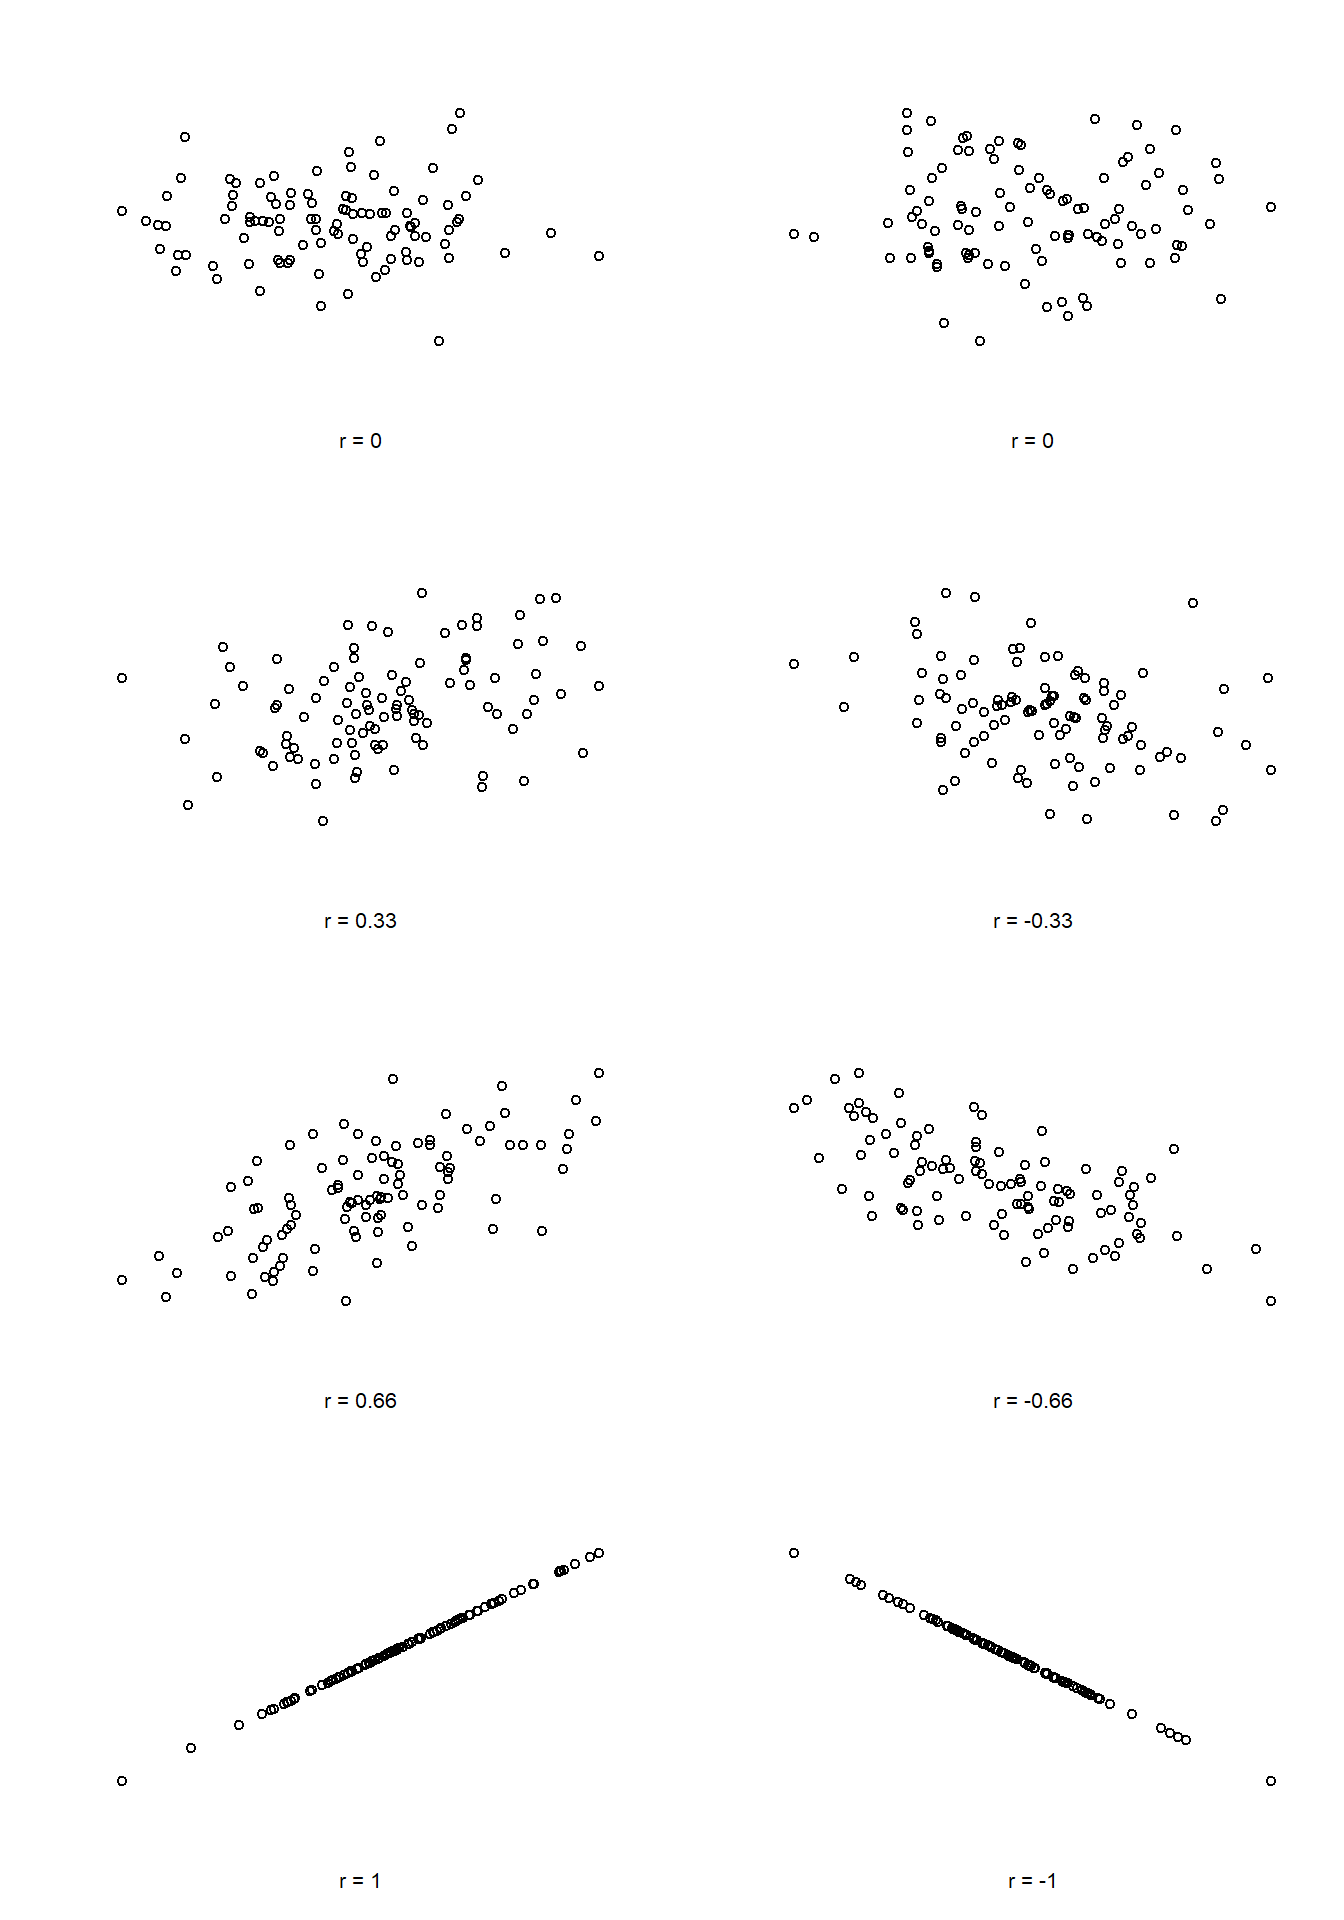 r = 0
r = 0
r = 0.33
r = -0.33
r = 0.66
r = -0.66
r = 1
r = -1